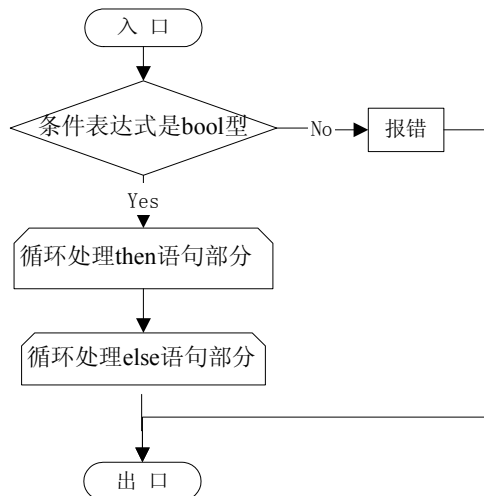 入 口
条件表达式是bool型
No
报错
Yes
循环处理then语句部分
循环处理else语句部分
出 口